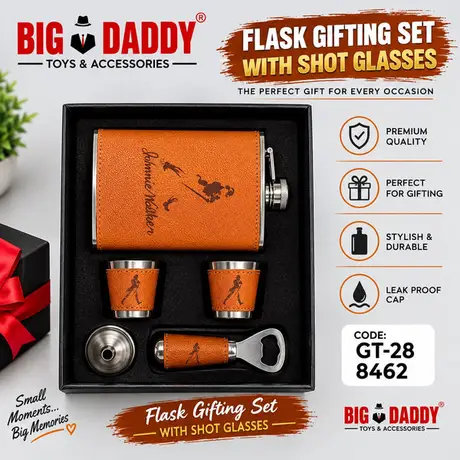 BIG DADDY®
TOYS & ACCESSORIES
FLASK GIFTING SET
WITH SHOT GLASSES
THE PERFECT GIFT FOR EVERY OCCASION
PREMIUM
QUALITY
PERFECT
FOR GIFTING
STYLISH &
DURABLE
LEAK PROOF
CAP
Johnnie Walker
CODE:
GT-28
8462
Small
Moments...
Big Memories
Flask Gifting Set
WITH SHOT GLASSES
BIG DADDY®
TOYS & ACCESSORIES